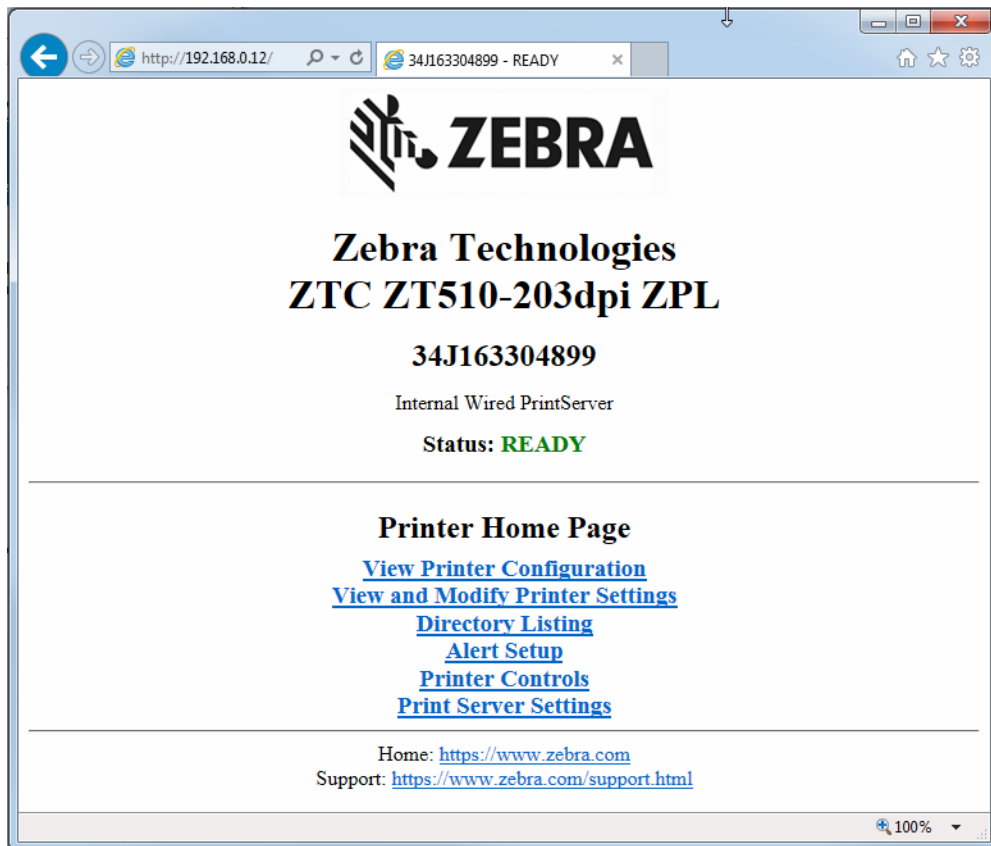 http://192.168.0.12/
34J163304899 - READY
ZEBRA
Zebra Technologies
ZTC ZT510-203dpi ZPL
34J163304899
Internal Wired PrintServer
Status: READY
Printer Home Page
View Printer Configuration
View and Modify Printer Settings
Directory Listing
Alert Setup
Printer Controls
Print Server Settings
Home: https://www.zebra.com
Support: https://www.zebra.com/support.html
100%